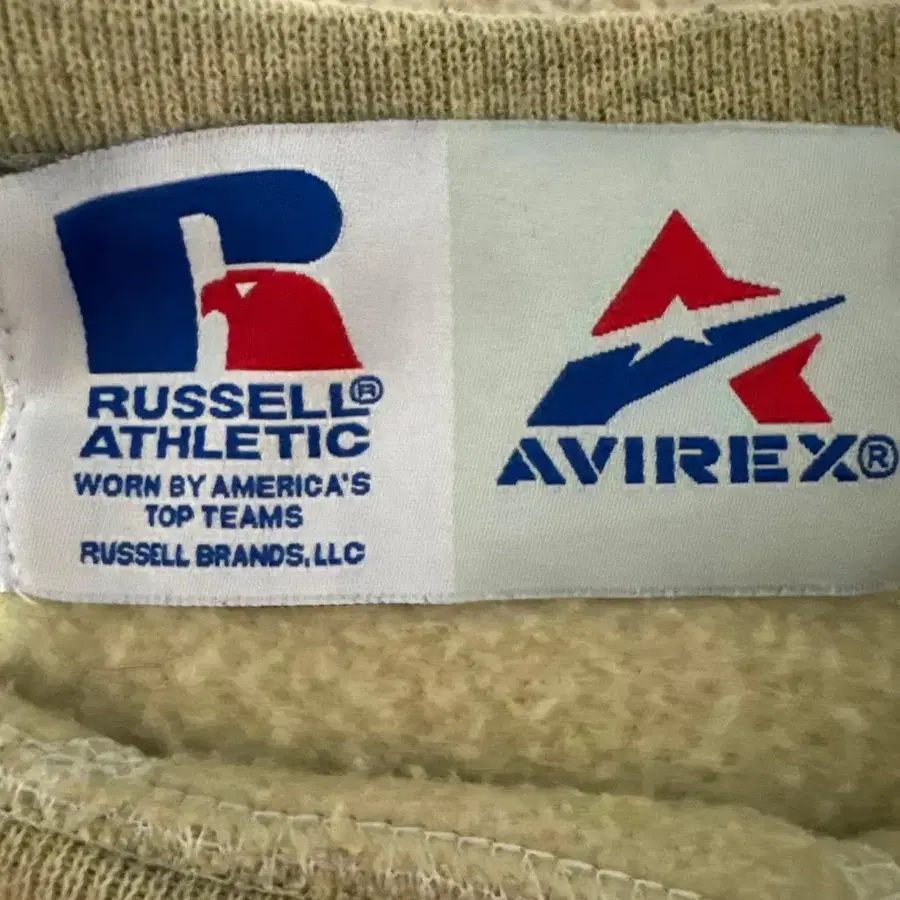 RUSSELL®
ATHLETIC
WORN BY AMERICA'S
TOP TEAMS
RUSSELL BRANDS, LLC
AVIREX®